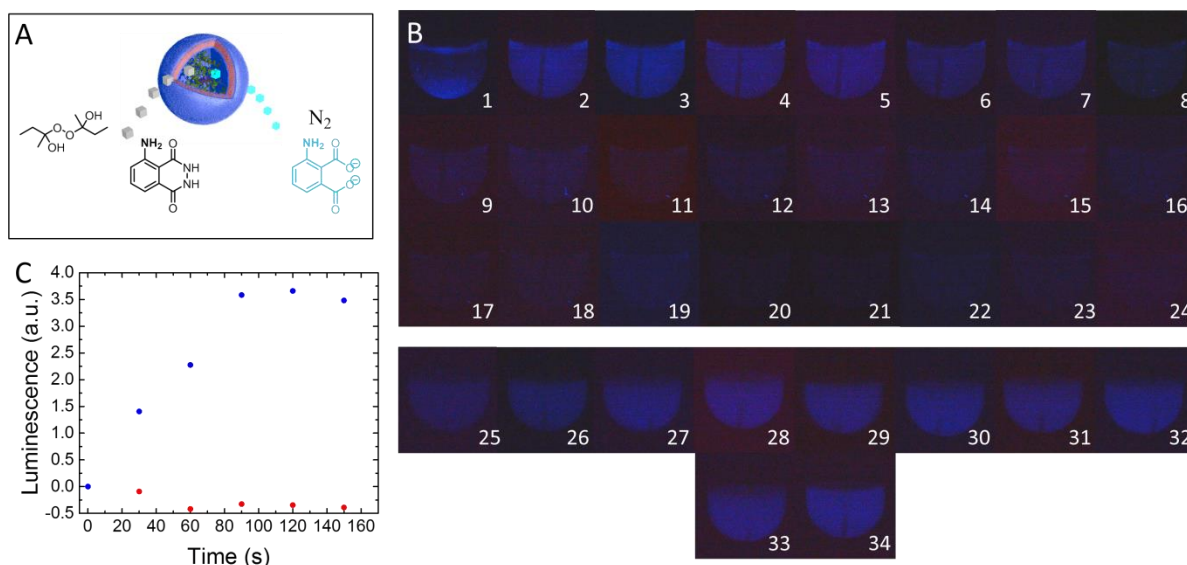 A
N₂
OH
O
O
OH
NH₂
O
NH
NH
O
NH₂
O
O⊖
O⊖
O
B
1 2 3 4 5 6 7 8
9 10 11 12 13 14 15 16
17 18 19 20 21 22 23 24
25 26 27 28 29 30 31 32
33 34
C
Luminescence (a.u.)
4.0
3.5
3.0
2.5
2.0
1.5
1.0
0.5
0.0
-0.5
0 20 40 60 80 100 120 140 160
Time (s)